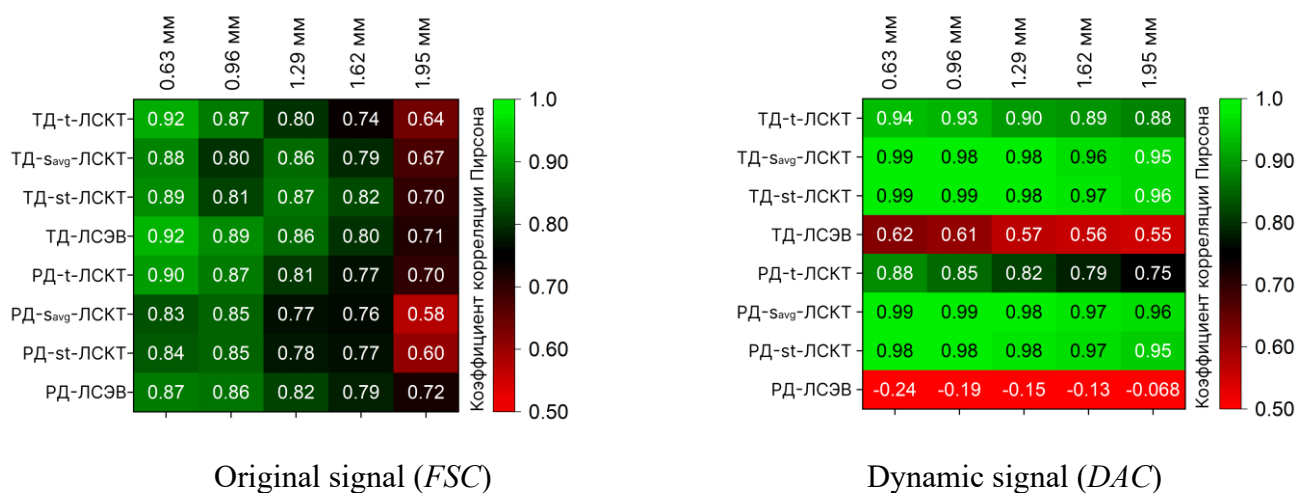 0.63 мм 0.96 мм 1.29 мм 1.62 мм 1.95 мм
ТД-t-ЛСКТ 0.92 0.87 0.80 0.74 0.64
ТД-savg-ЛСКТ 0.88 0.80 0.86 0.79 0.67
ТД-st-ЛСКТ 0.89 0.81 0.87 0.82 0.70
ТД-ЛСЭВ 0.92 0.89 0.86 0.80 0.71
РД-t-ЛСКТ 0.90 0.87 0.81 0.77 0.70
РД-savg-ЛСКТ 0.83 0.85 0.77 0.76 0.58
РД-st-ЛСКТ 0.84 0.85 0.78 0.77 0.60
РД-ЛСЭВ 0.87 0.86 0.82 0.79 0.72
Коэффициент корреляции Пирсона
1.0
0.90
0.80
0.70
0.60
0.50
Original signal (FSC)
0.63 мм 0.96 мм 1.29 мм 1.62 мм 1.95 мм
ТД-t-ЛСКТ 0.94 0.93 0.90 0.89 0.88
ТД-savg-ЛСКТ 0.99 0.98 0.98 0.96 0.95
ТД-st-ЛСКТ 0.99 0.99 0.98 0.97 0.96
ТД-ЛСЭВ 0.62 0.61 0.57 0.56 0.55
РД-t-ЛСКТ 0.88 0.85 0.82 0.79 0.75
РД-savg-ЛСКТ 0.99 0.99 0.98 0.97 0.96
РД-st-ЛСКТ 0.98 0.98 0.98 0.97 0.95
РД-ЛСЭВ -0.24 -0.19 -0.15 -0.13 -0.068
Коэффициент корреляции Пирсона
1.0
0.90
0.80
0.70
0.60
0.50
Dynamic signal (DAC)